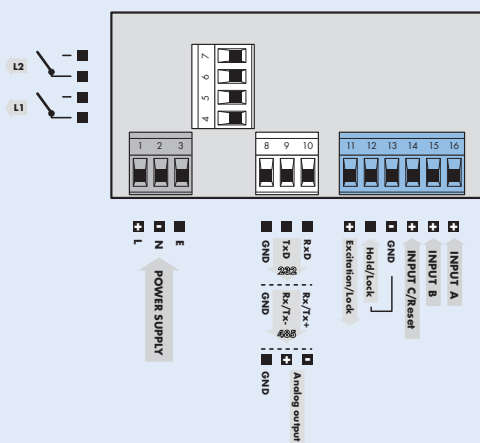 L2
L1
7
6
5
4
1 2 3
8 9 10
11 12 13 14 15 16
+ L
- N
E
POWER SUPPLY
GND
TxD
RxD
232
GND
Rx/Tx-
Rx/Tx+
485
GND
+
-
Analog output
+ Excitation/Lock
Hold/Lock
- GND
+ INPUT C/Reset
+ INPUT B
+ INPUT A